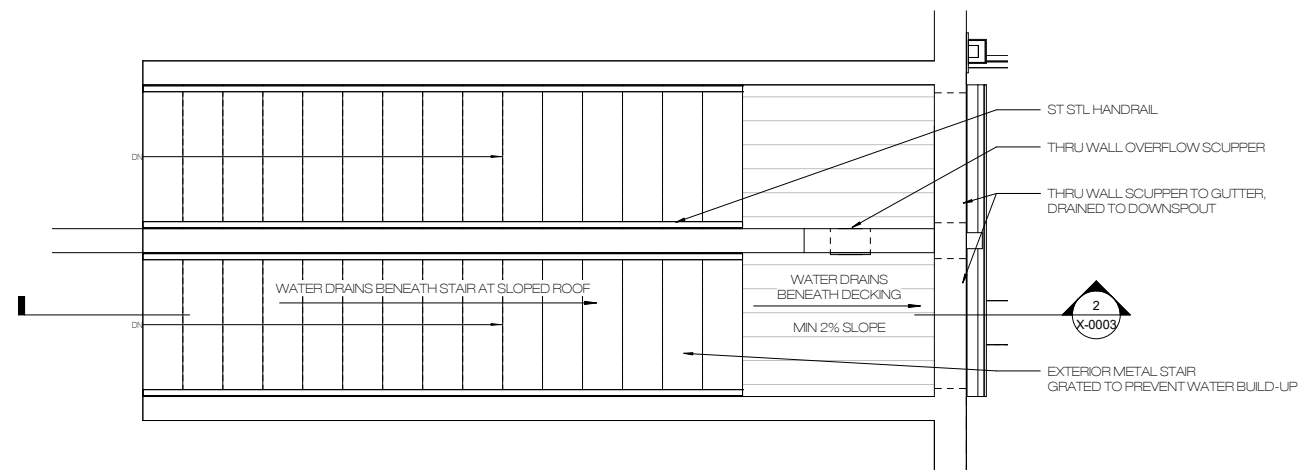 ST STL HANDRAIL
THRU WALL OVERFLOW SCUPPER
DN
THRU WALL SCUPPER TO GUTTER,
DRAINED TO DOWNSPOUT
WATER DRAINS BENEATH STAIR AT SLOPED ROOF
WATER DRAINS
BENEATH DECKING
MIN 2% SLOPE
2
X-0003
DN
EXTERIOR METAL STAIR
GRATED TO PREVENT WATER BUILD-UP